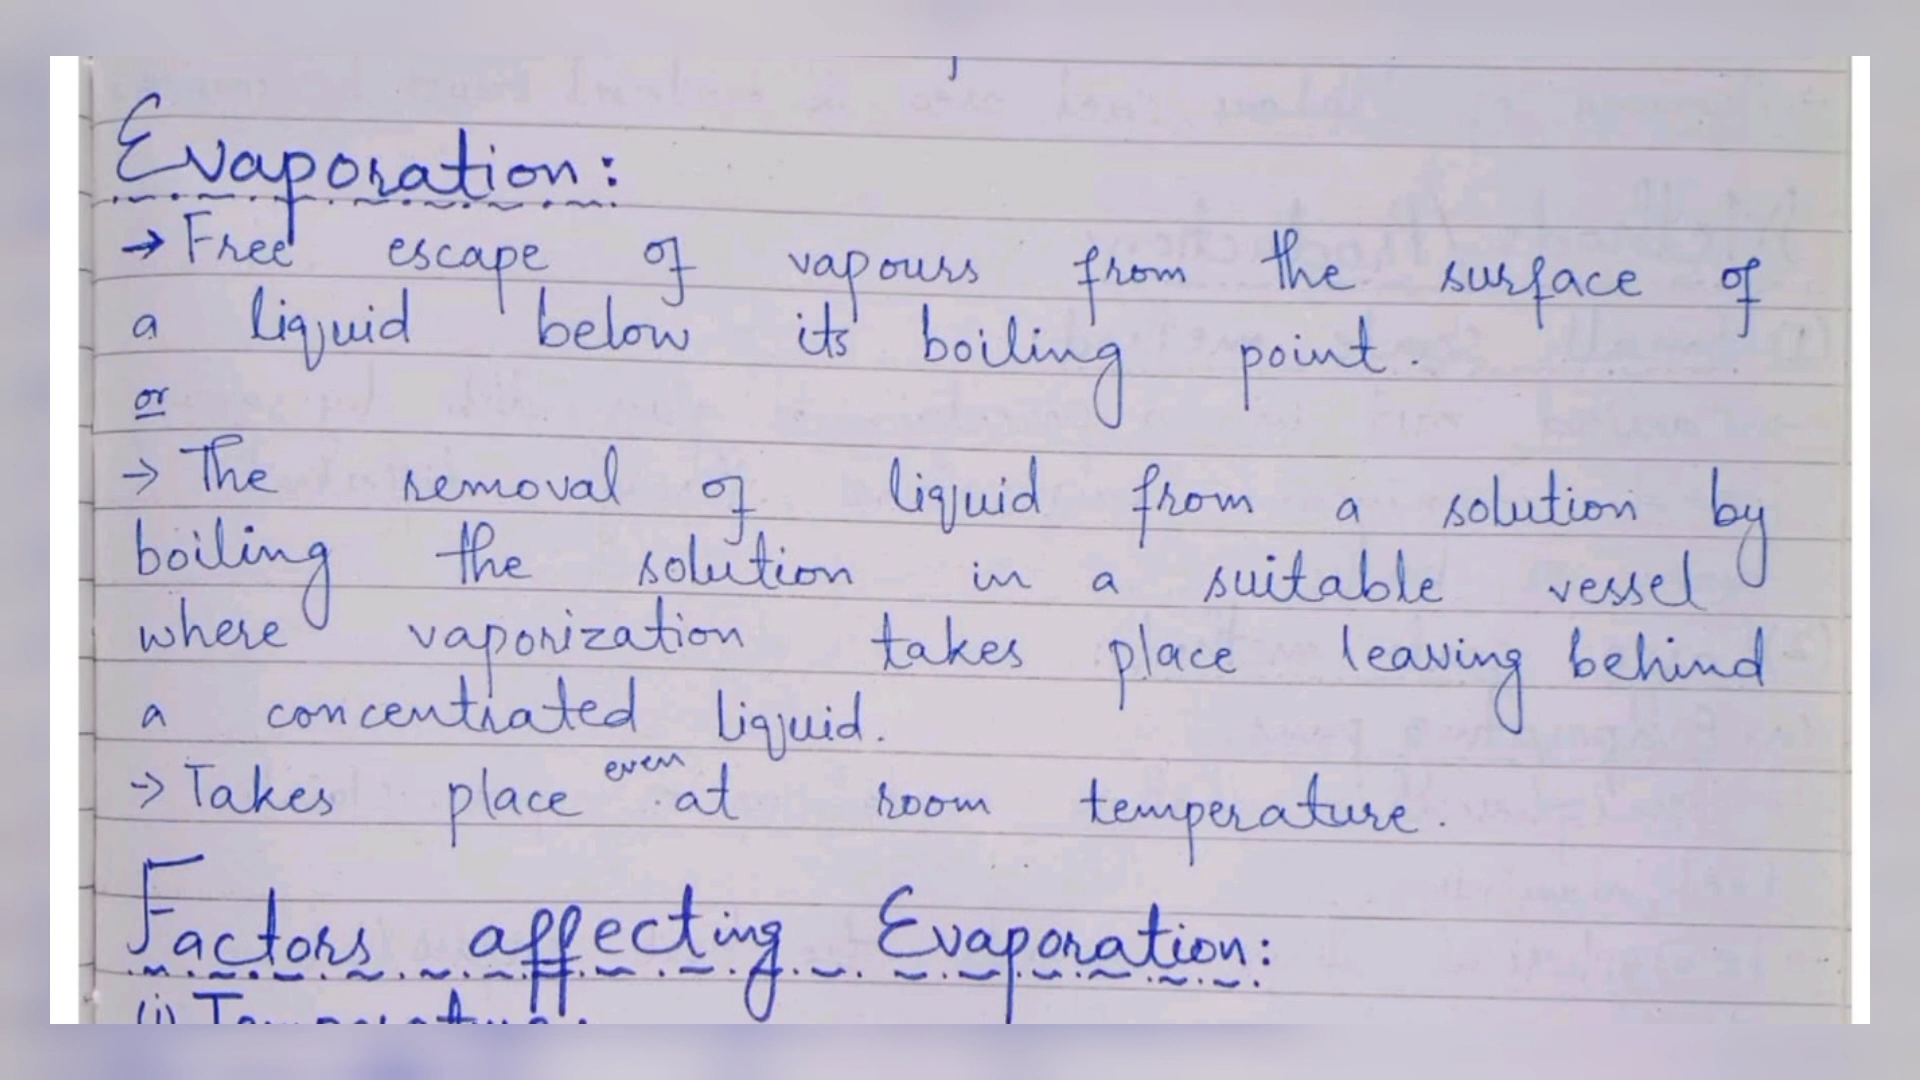 Evaporation:
→ Free escape of vapours from the surface of
a liquid below its boiling point.
or
→ The removal of liquid from a solution by
boiling the solution in a suitable vessel
where vaporization takes place leaving behind
a concentrated liquid.
→ Takes place even at room temperature.
Factors affecting Evaporation:
(i) Temperature: